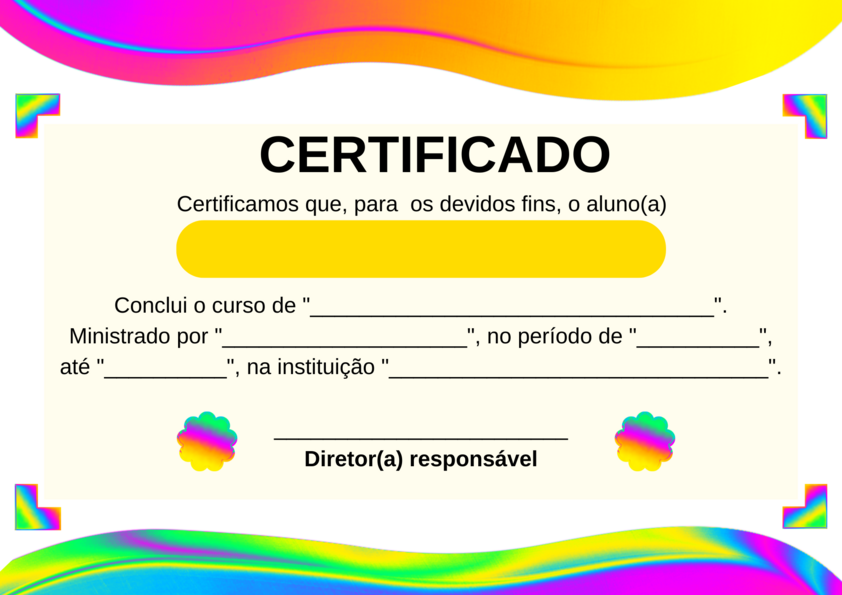 CERTIFICADO
Certificamos que, para  os devidos fins, o aluno(a)
Conclui o curso de "_________________________________".
Ministrado por "____________________", no período de "__________",
até "__________", na instituição "_______________________________".
________________________
Diretor(a) responsável